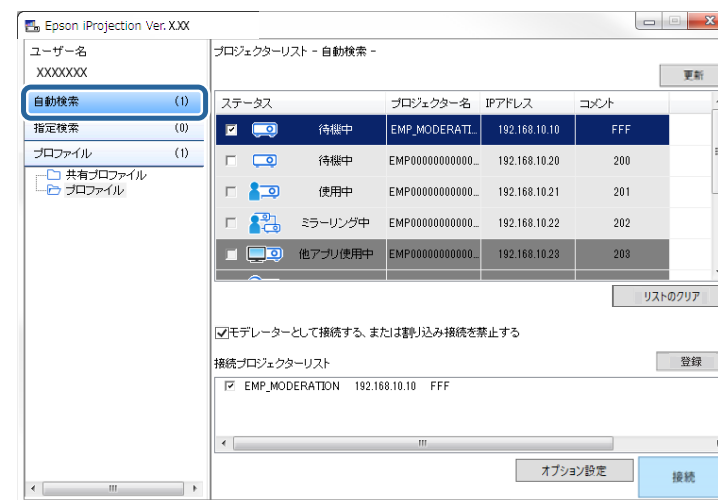 Epson iProjection Ver. X.XX
ユーザー名
XXXXXXX
自動検索 (1)
指定検索 (0)
プロファイル (1)
共有プロファイル
プロファイル
プロジェクターリスト - 自動検索 -
更新
ステータス プロジェクター名 IPアドレス コメント
待機中 EMP_MODERATI... 192.168.10.10 FFF
待機中 EMP00000000000... 192.168.10.20 200
使用中 EMP00000000000... 192.168.10.21 201
ミラーリング中 EMP00000000000... 192.168.10.22 202
他アプリ使用中 EMP00000000000... 192.168.10.23 203
リストのクリア
モデレーターとして接続する、または割り込み接続を禁止する
接続プロジェクターリスト
登録
EMP_MODERATION 192.168.10.10 FFF
オプション設定
接続